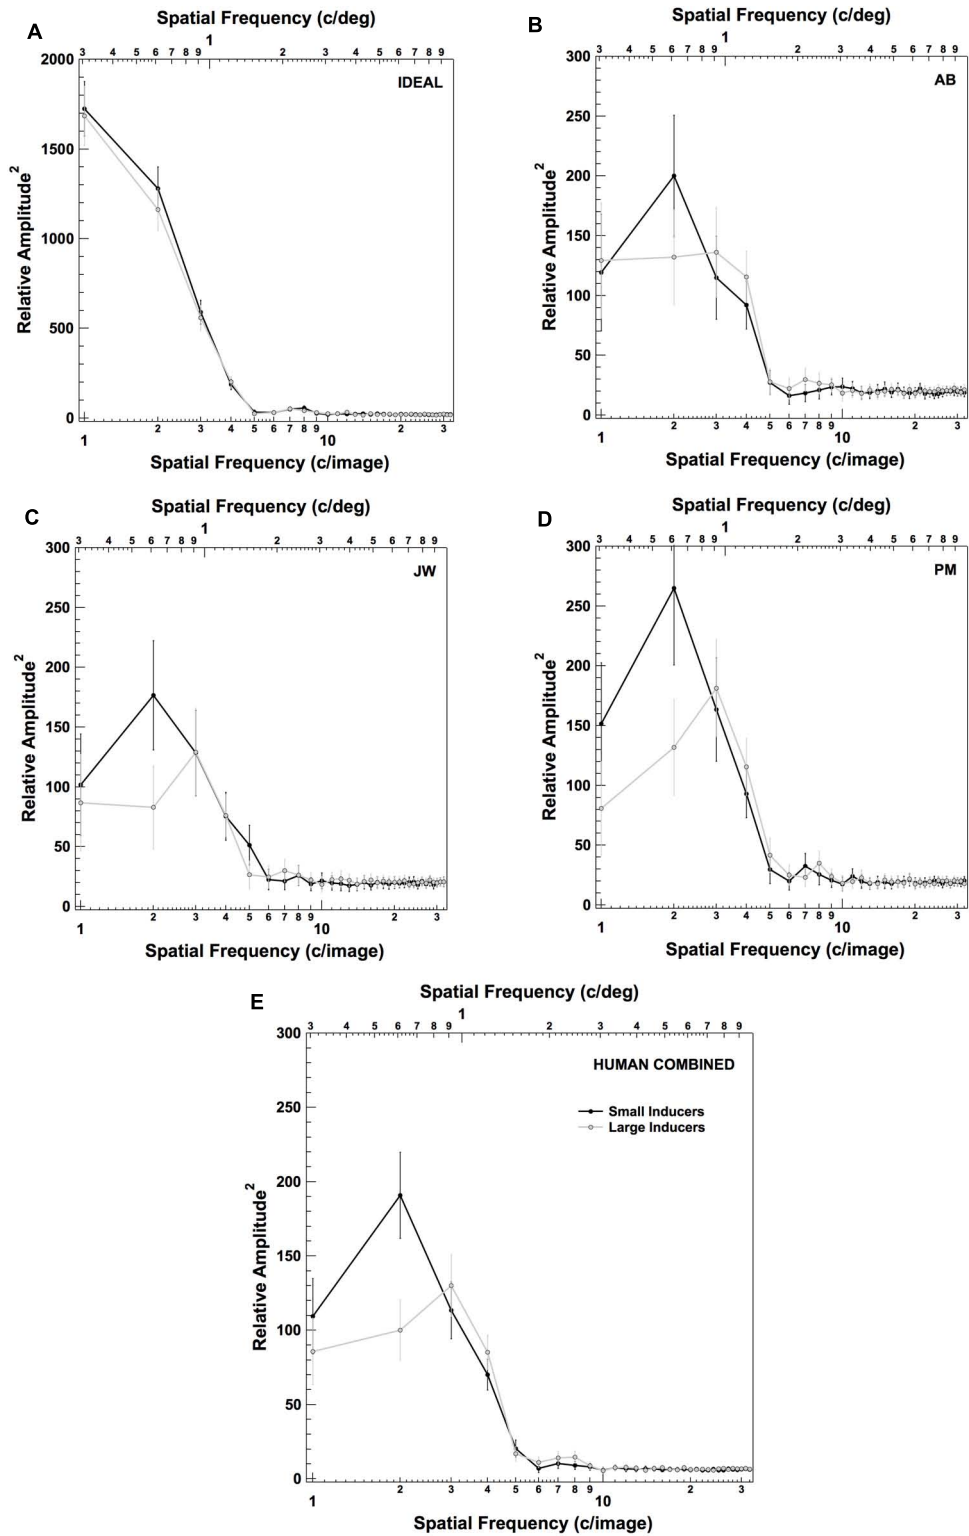 A
Spatial Frequency (c/deg)
3 4 5 6 7 8 9 1 2 3 4 5 6 7 8 9
2000
1500
1000
500
0
Relative Amplitude2
IDEAL
1 2 3 4 5 6 7 8 9 10 2 3
Spatial Frequency (c/image)
B
Spatial Frequency (c/deg)
3 4 5 6 7 8 9 1 2 3 4 5 6 7 8 9
300
250
200
150
100
50
0
Relative Amplitude2
AB
1 2 3 4 5 6 7 8 9 10 2 3
Spatial Frequency (c/image)
C
Spatial Frequency (c/deg)
3 4 5 6 7 8 9 1 2 3 4 5 6 7 8 9
300
250
200
150
100
50
0
Relative Amplitude2
JW
1 2 3 4 5 6 7 8 9 10 2 3
Spatial Frequency (c/image)
D
Spatial Frequency (c/deg)
3 4 5 6 7 8 9 1 2 3 4 5 6 7 8 9
300
250
200
150
100
50
0
Relative Amplitude2
PM
1 2 3 4 5 6 7 8 9 10 2 3
Spatial Frequency (c/image)
E
Spatial Frequency (c/deg)
3 4 5 6 7 8 9 1 2 3 4 5 6 7 8 9
300
250
200
150
100
50
0
Relative Amplitude2
HUMAN COMBINED
Small Inducers
Large Inducers
1 2 3 4 5 6 7 8 9 10 2 3
Spatial Frequency (c/image)